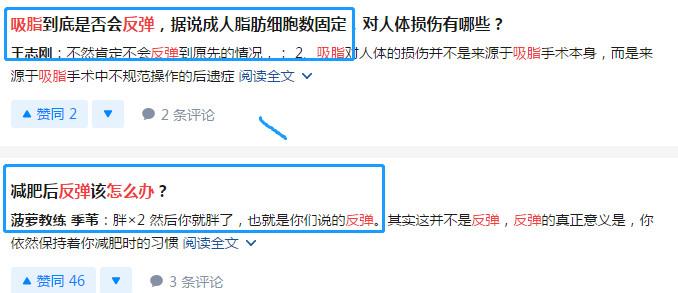 吸脂到底是否会反弹，据说成人脂肪细胞数固定，对人体损伤有哪些？
王志刚：不然肯定不会反弹到原先的情况，；2、吸脂对人体的损伤并不是来源于吸脂手术本身，而是来
源于吸脂手术中不规范操作的后遗症 阅读全文
赞同 2
2 条评论
减肥后反弹该怎么办？
菠萝教练 季苇：胖×2 然后你就胖了，也就是你们说的反弹。其实这并不是反弹，反弹的真正意义是，你
依然保持着你减肥时的习惯 阅读全文
赞同 46
3 条评论